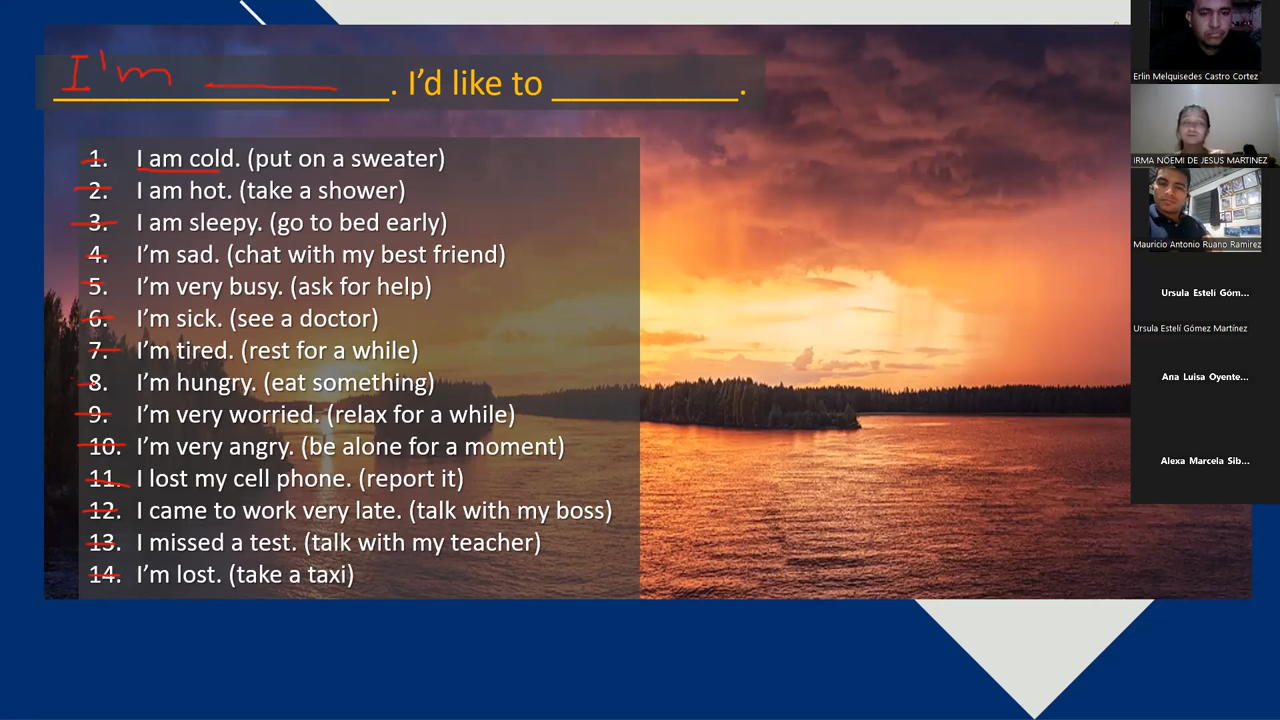 I'm ____ . I'd like to ____ .
1. I am cold. (put on a sweater)
2. I am hot. (take a shower)
3. I am sleepy. (go to bed early)
4. I'm sad. (chat with my best friend)
5. I'm very busy. (ask for help)
6. I'm sick. (see a doctor)
7. I'm tired. (rest for a while)
8. I'm hungry. (eat something)
9. I'm very worried. (relax for a while)
10. I'm very angry. (be alone for a moment)
11. I lost my cell phone. (report it)
12. I came to work very late. (talk with my boss)
13. I missed a test. (talk with my teacher)
14. I'm lost. (take a taxi)
Erlin Melquisedes Castro Cortez
IRMA NOEMI DE JESUS MARTINEZ
Mauricio Antonio Ruano Ramirez
Ursula Estelí Góm...
Ursula Estelí Gómez Martínez
Ana Luisa Oyente...
Alexa Marcela Sib...